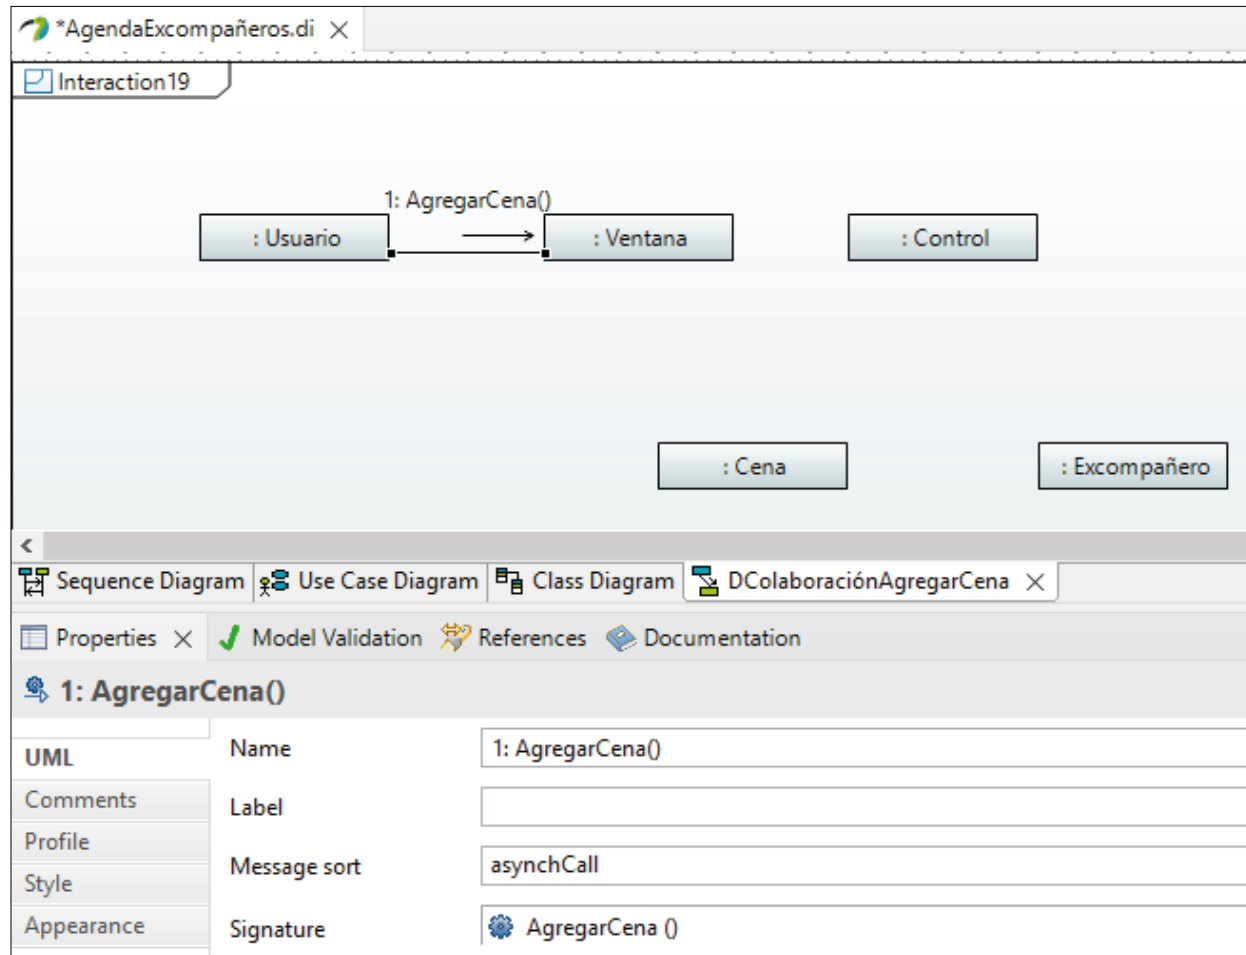 *AgendaExcompañeros.di
Interaction19
1: AgregarCena()
: Usuario
: Ventana
: Control
: Cena
: Excompañero
Sequence Diagram Use Case Diagram Class Diagram DColaboraciónAgregarCena
Properties Model Validation References Documentation
1: AgregarCena()
UML
Name 1: AgregarCena()
Comments
Label
Profile
Message sort asynchCall
Style
Appearance
Signature AgregarCena ()